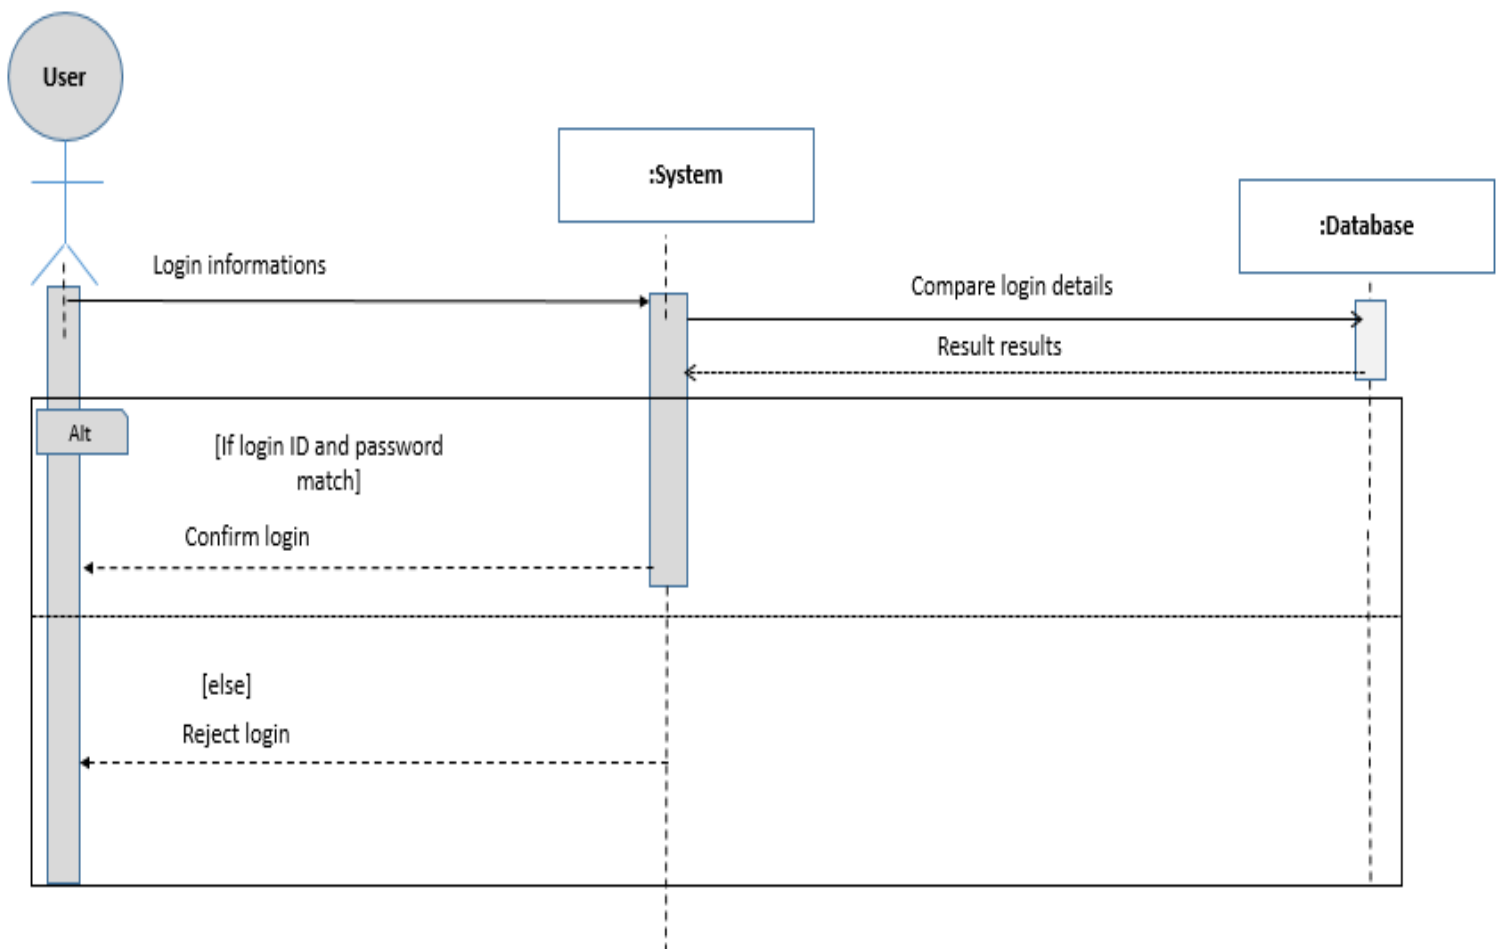 User
:System
:Database
Login informations
Compare login details
Result results
Alt
[If login ID and password
match]
Confirm login
[else]
Reject login